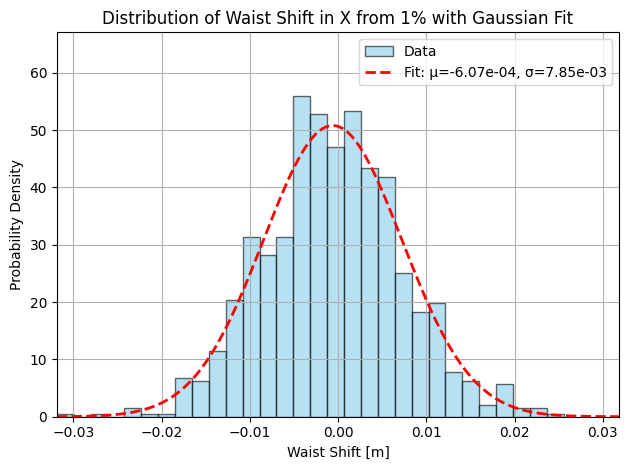 Distribution of Waist Shift in X from 1% with Gaussian Fit
Data
Fit: μ=-6.07e-04, σ=7.85e-03
Probability Density
60
50
40
30
20
10
0
−0.03
−0.02
−0.01
0.00
0.01
0.02
0.03
Waist Shift [m]